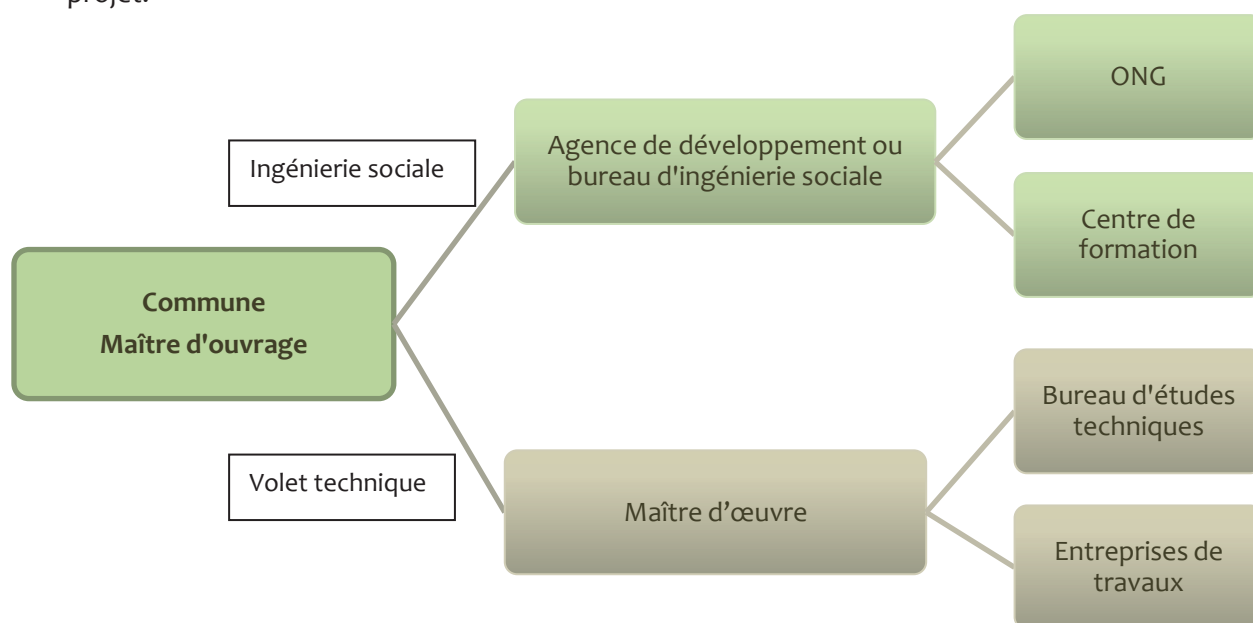 projet.
ONG
Agence de développement ou
bureau d'ingénierie sociale
Ingénierie sociale
Centre de
formation
Commune
Maître d'ouvrage
Bureau d'études
techniques
Volet technique
Maître d’œuvre
Entreprises de
travaux